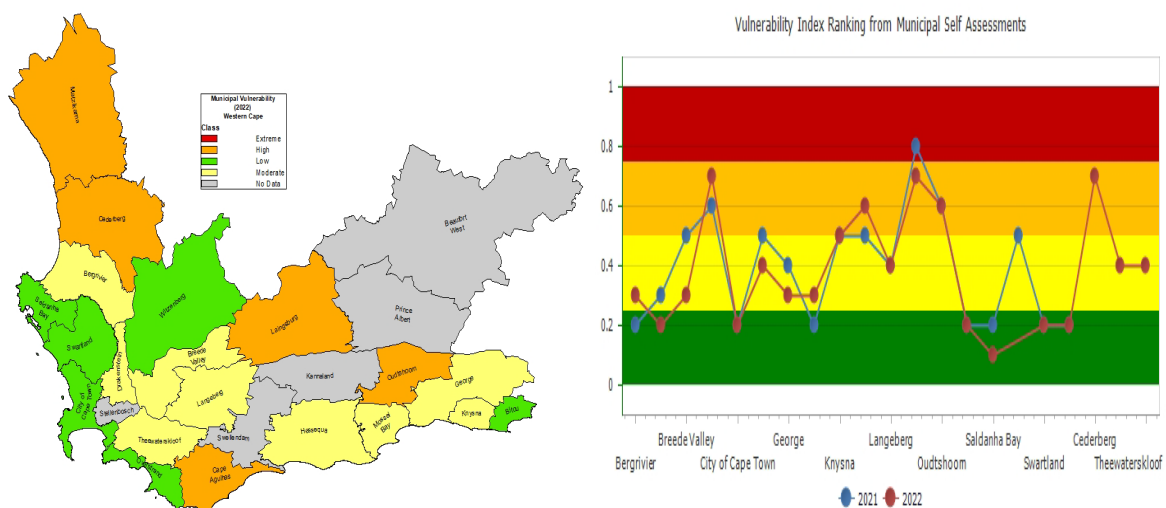 Vulnerability Index Ranking from Municipal Self Assessments
Municipal Vulnerability
(2022)
Western Cape
Class
Extreme
High
Low
Moderate
No Data
Matzikama
Cederberg
Bergrivier
Saldanha
Bay
Swartland
Witzenberg
Drakenstein
City of
Cape Town
Stellenbosch
Breede
Valley
Langeberg
Theewaterskloof
Overstrand
Cape
Agulhas
Swellendam
Laingsburg
Beaufort
West
Prince
Albert
Kannaland
Oudtshoorn
George
Hessequa
Mossel
Bay
Knysna
Bitou
1
0.8
0.6
0.4
0.2
0
Breede Valley
George
Langeberg
Saldanha Bay
Cederberg
Bergrivier
City of Cape Town
Knysna
Oudtshoorn
Swartland
Theewaterskloof
2021
2022